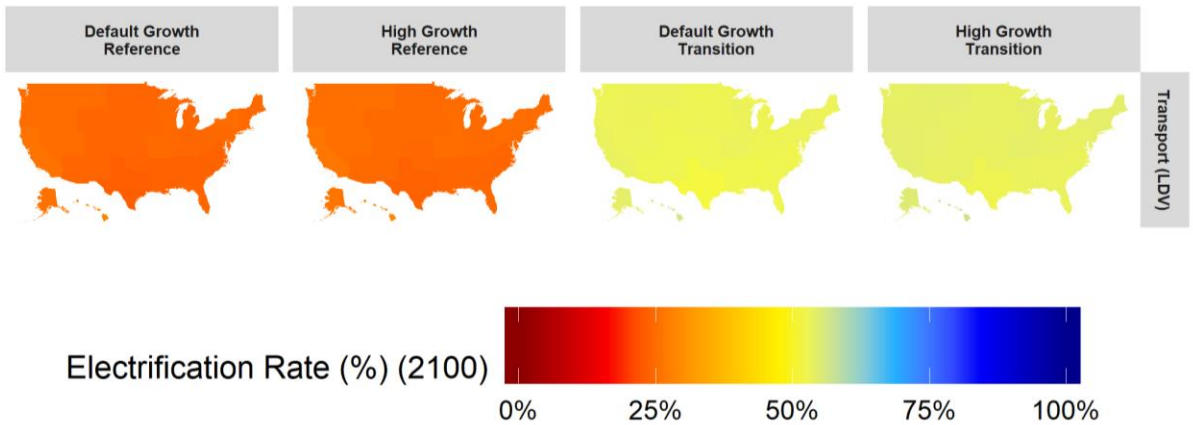 Default Growth
Reference
High Growth
Reference
Default Growth
Transition
High Growth
Transition
Transport (LDV)
Electrification Rate (%) (2100)
0%
25%
50%
75%
100%